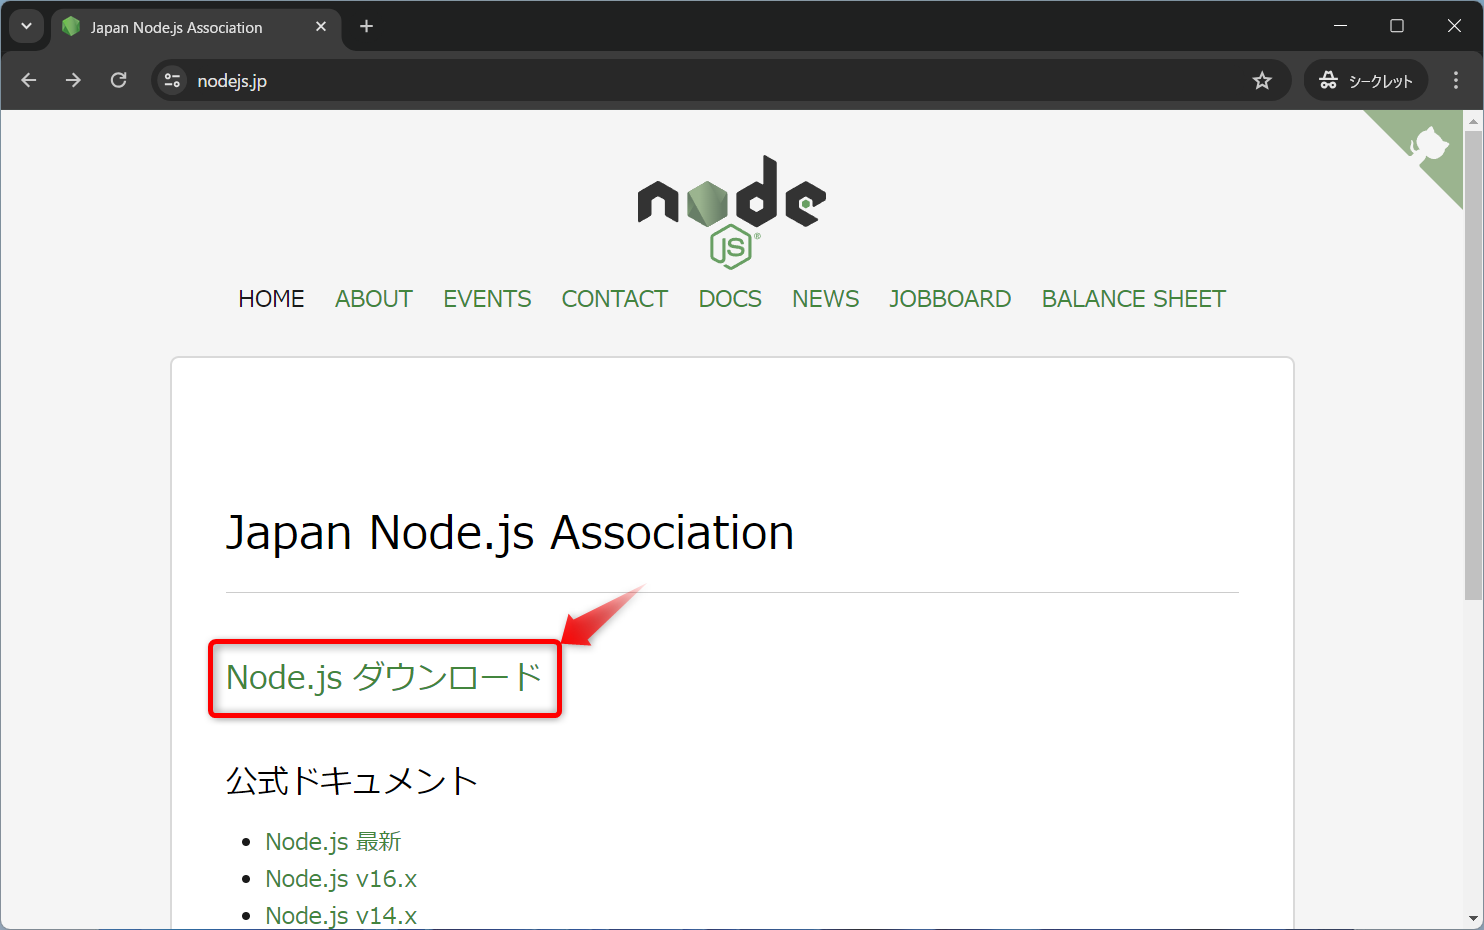 Japan Node.js Association
nodejs.jp
シークレット
node
JS®
HOME ABOUT EVENTS CONTACT DOCS NEWS JOBBOARD BALANCE SHEET
Japan Node.js Association
Node.js ダウンロード
公式ドキュメント
• Node.js 最新
• Node.js v16.x
• Node.js v14.x